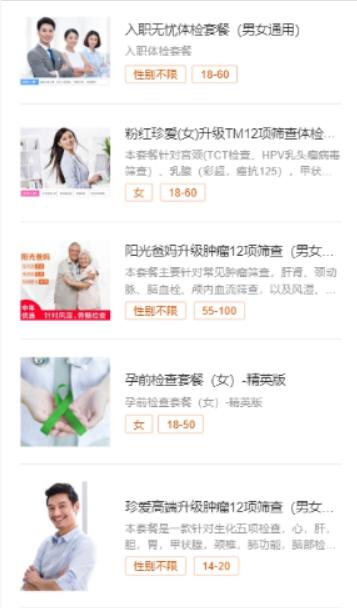 入职无忧体检套餐（男女通用）
入职体检套餐
性别不限 18-60
粉红珍爱(女)升级TM12项筛查体检...
本套餐针对宫颈(TCT检查、HPV乳头瘤病毒
筛查）、乳腺（彩超，瘤抗125），甲状...
女 18-60
阳光爸妈
阳光爸妈升级肿瘤12项筛查（男女...
本套餐主要针对常见肿瘤筛查，肝肾、颈动
脉、脑血栓、颅内血流筛查，以及风湿、...
中年
优选 针对风湿、骨骼检查
性别不限 55-100
孕前检查套餐（女）-精英版
孕前检查套餐（女）-精英版
女 18-50
珍爱高端升级肿瘤12项筛查（男女...
本套餐是一款针对生化五项检查，心，肝，
胆，胃，甲状腺，颈椎，肺功能，脑部检...
性别不限 14-20